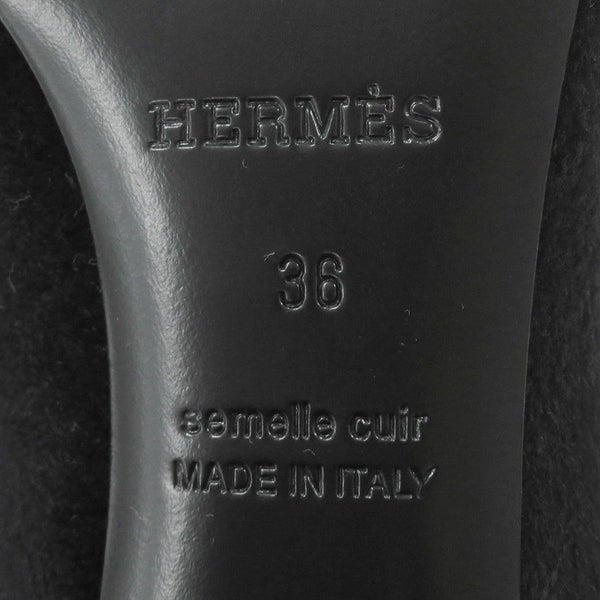 HERMÈS
36
semelle cuir
MADE IN ITALY